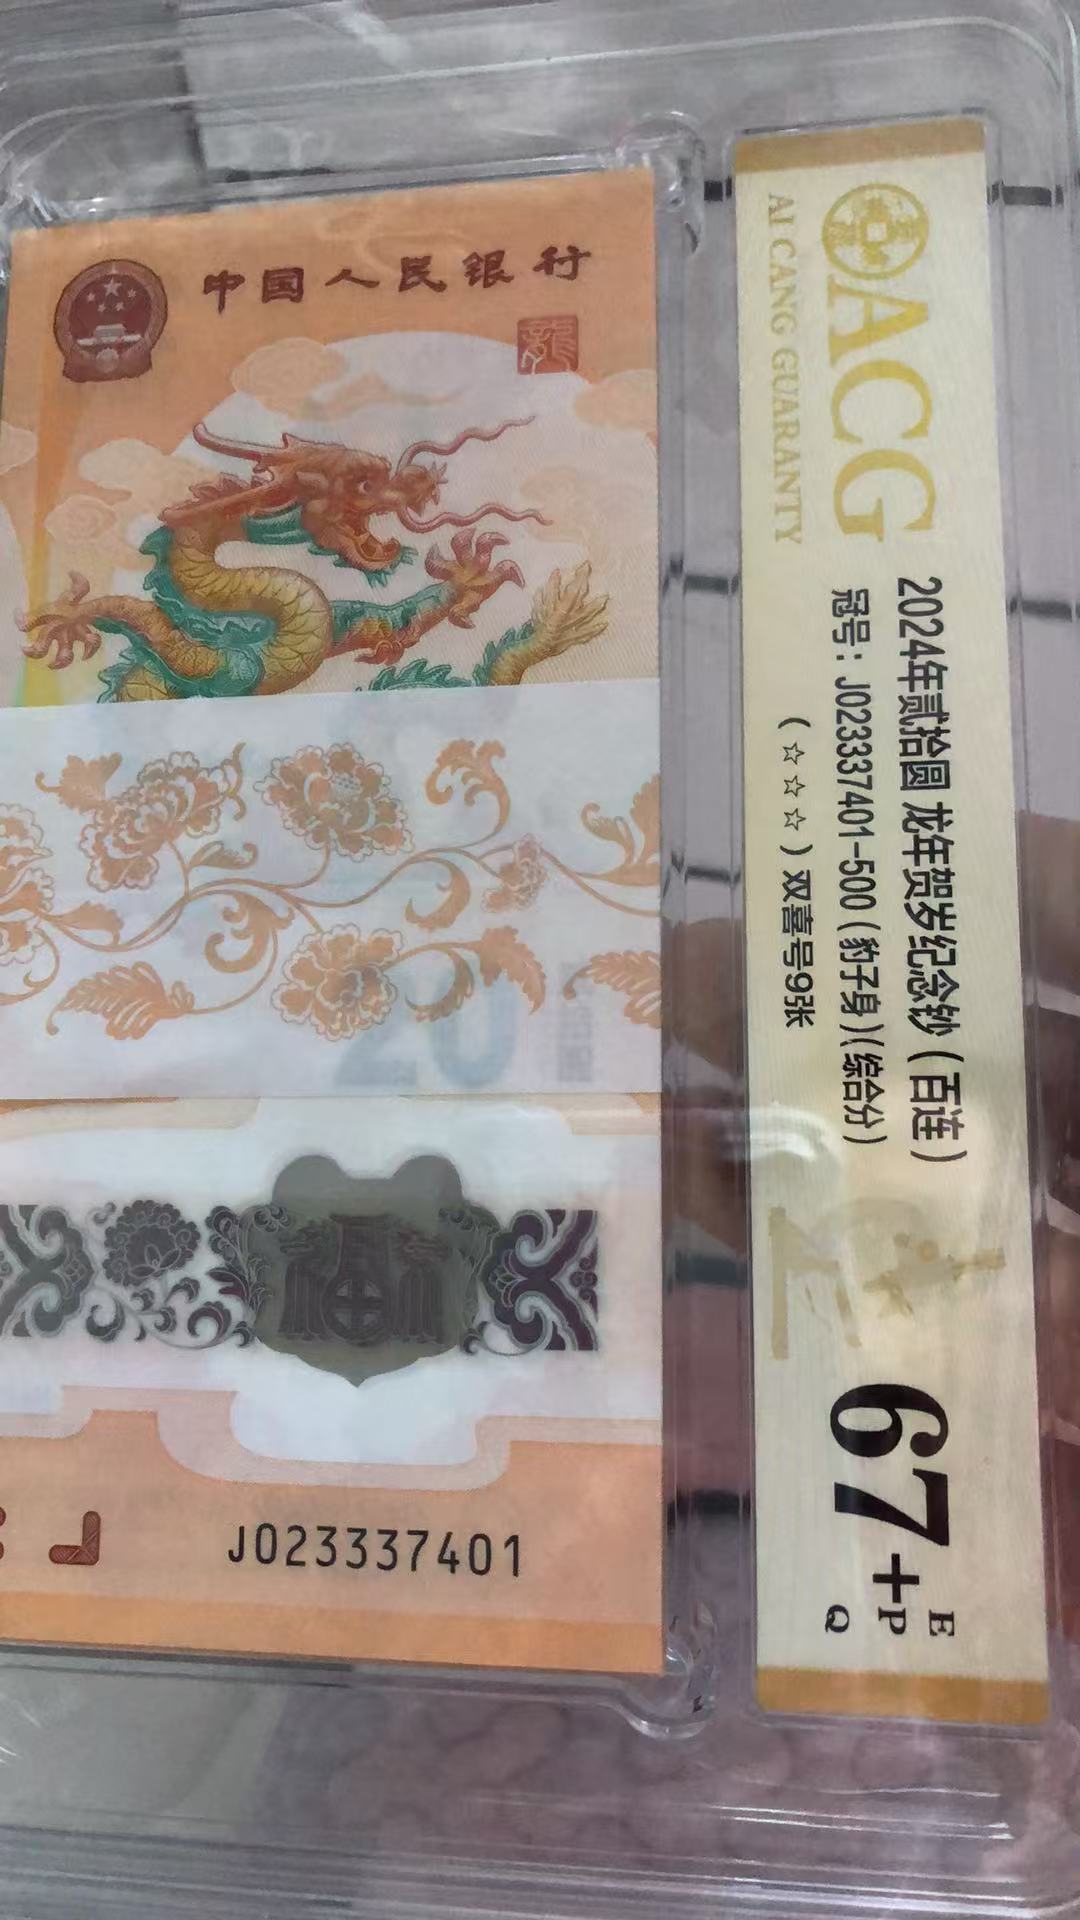 中国人民银行
龍
J023337401
ACG
AI CANG GUARANTY
2024年贰拾圆 龙年贺岁纪念钞（百连）
冠号：J023337401-500（豹子身）（综合分）
（☆☆☆）双喜号9张
67+
E
P
Q